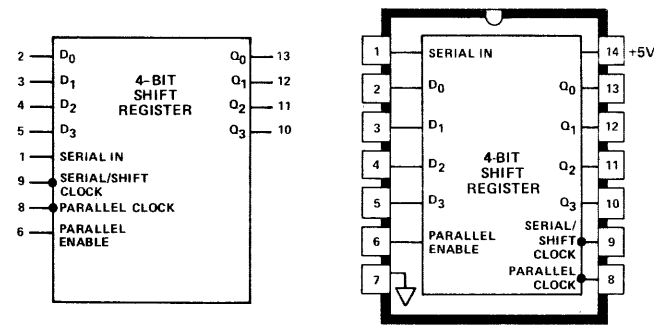 2 D0 Q0 13
3 D1 4-BIT Q1 12
SHIFT
4 D2 REGISTER Q2 11
5 D3 Q3 10
1 SERIAL IN
9 SERIAL/SHIFT
CLOCK
8 PARALLEL CLOCK
6 PARALLEL
ENABLE
1 SERIAL IN 14 +5V
2 D0 Q0 13
3 D1 Q1 12
4 D2 4-BIT Q2 11
SHIFT
REGISTER
5 D3 Q3 10
6 PARALLEL
ENABLE
SERIAL/
SHIFT 9
CLOCK
7 PARALLEL 8
CLOCK